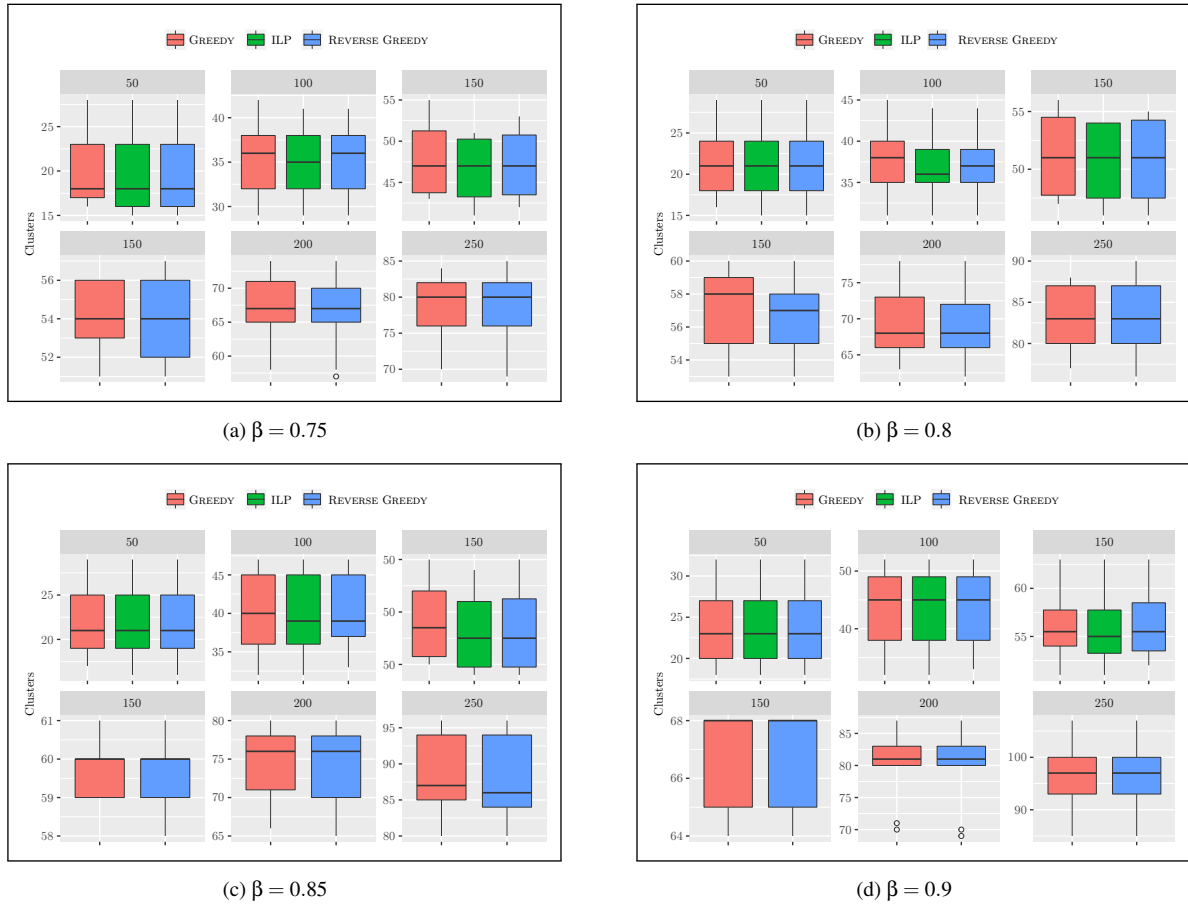 GREEDY ILP REVERSE GREEDY
50 100 150
25 20 15
40 35 30
55 50 45
Clusters
150 200 250
56 54 52
70 65 60
85 80 75 70
(a) β = 0.75
GREEDY ILP REVERSE GREEDY
50 100 150
25 20 15
45 40 35
55 50
Clusters
150 200 250
60 58 56 54
75 70 65
90 85 80
(b) β = 0.8
GREEDY ILP REVERSE GREEDY
50 100 150
25 20
45 40 35
50 50 50
Clusters
150 200 250
61 60 59 58
80 75 70 65
95 90 85 80
(c) β = 0.85
GREEDY ILP REVERSE GREEDY
50 100 150
30 25 20
50 40
60 55
Clusters
150 200 250
68 66 64
85 80 75 70
100 90
(d) β = 0.9